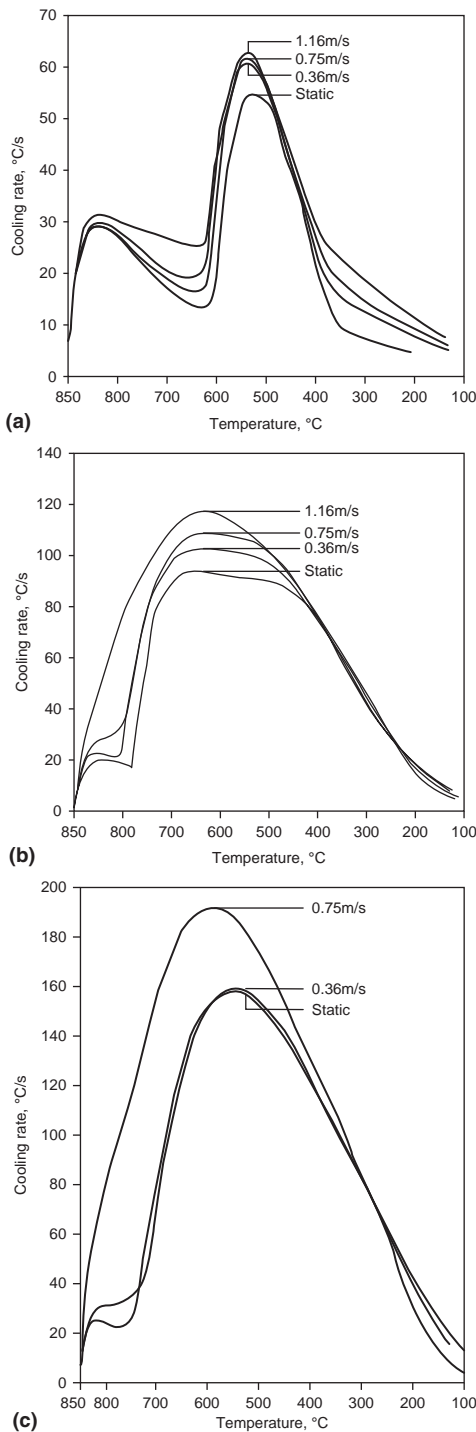 70
60
50
40
30
20
10
0
Cooling rate, °C/s
1.16m/s
0.75m/s
0.36m/s
Static
850 800 700 600 500 400 300 200 100
Temperature, °C
(a)
140
120
100
80
60
40
20
0
Cooling rate, °C/s
1.16m/s
0.75m/s
0.36m/s
Static
850 800 700 600 500 400 300 200 100
Temperature, °C
(b)
200
180
160
140
120
100
80
60
40
20
0
Cooling rate, °C/s
0.75m/s
0.36m/s
Static
850 800 700 600 500 400 300 200 100
Temperature, °C
(c)